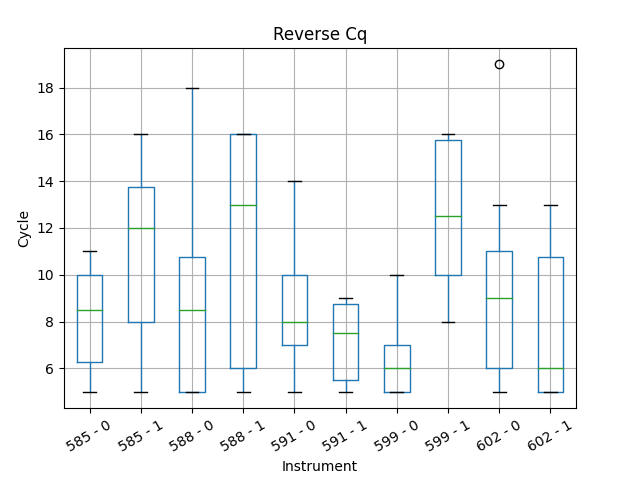 Reverse Cq
Cycle
18
16
14
12
10
8
6
585 - 0
585 - 1
588 - 0
588 - 1
591 - 0
591 - 1
599 - 0
599 - 1
602 - 0
602 - 1
Instrument